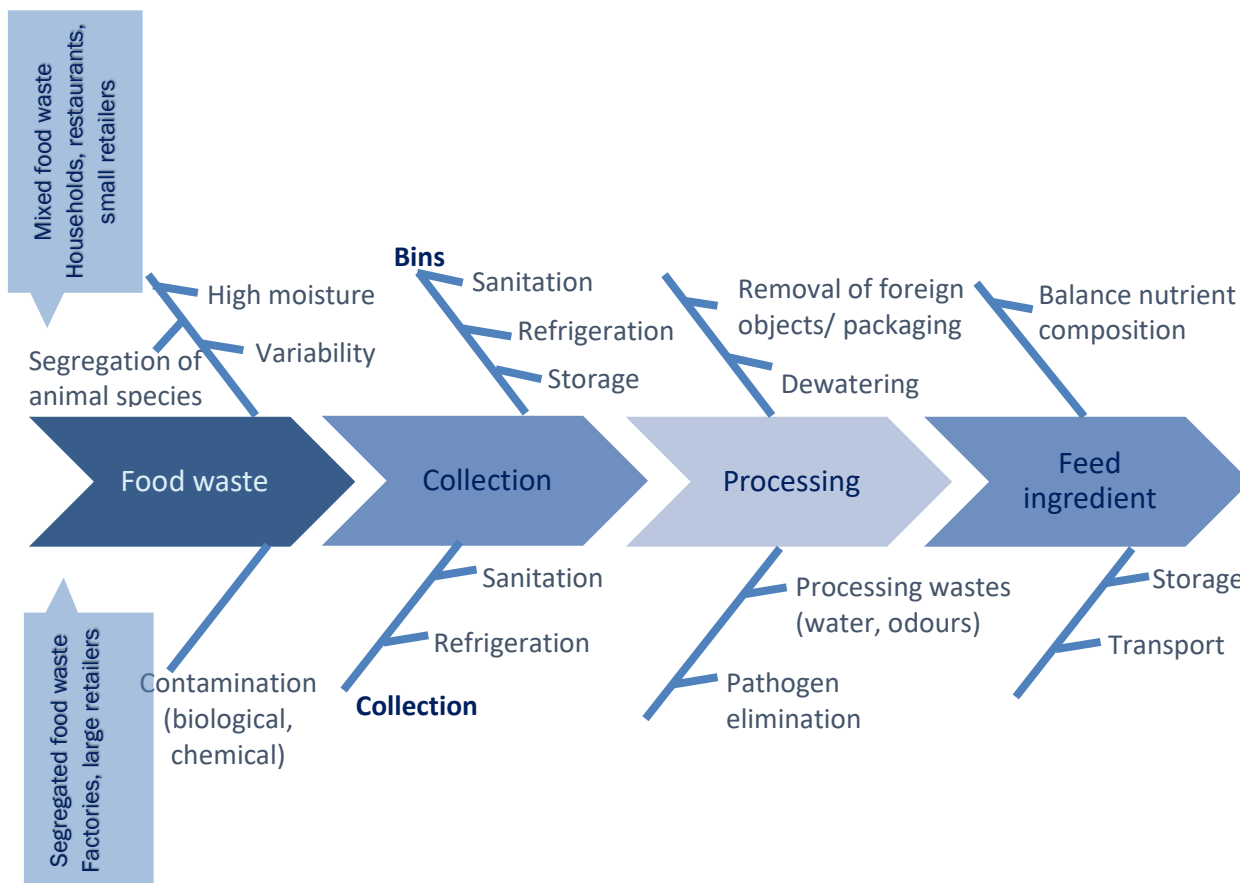 Mixed food waste
Households, restaurants,
small retailers
Bins
Sanitation
Refrigeration
Storage
High moisture
Variability
Segregation of
animal species
Removal of foreign
objects/ packaging
Dewatering
Balance nutrient
composition
Food waste
Collection
Processing
Feed
ingredient
Contamination
(biological,
chemical)
Sanitation
Refrigeration
Collection
Processing wastes
(water, odours)
Pathogen
elimination
Storage
Transport
Segregated food waste
Factories, large retailers